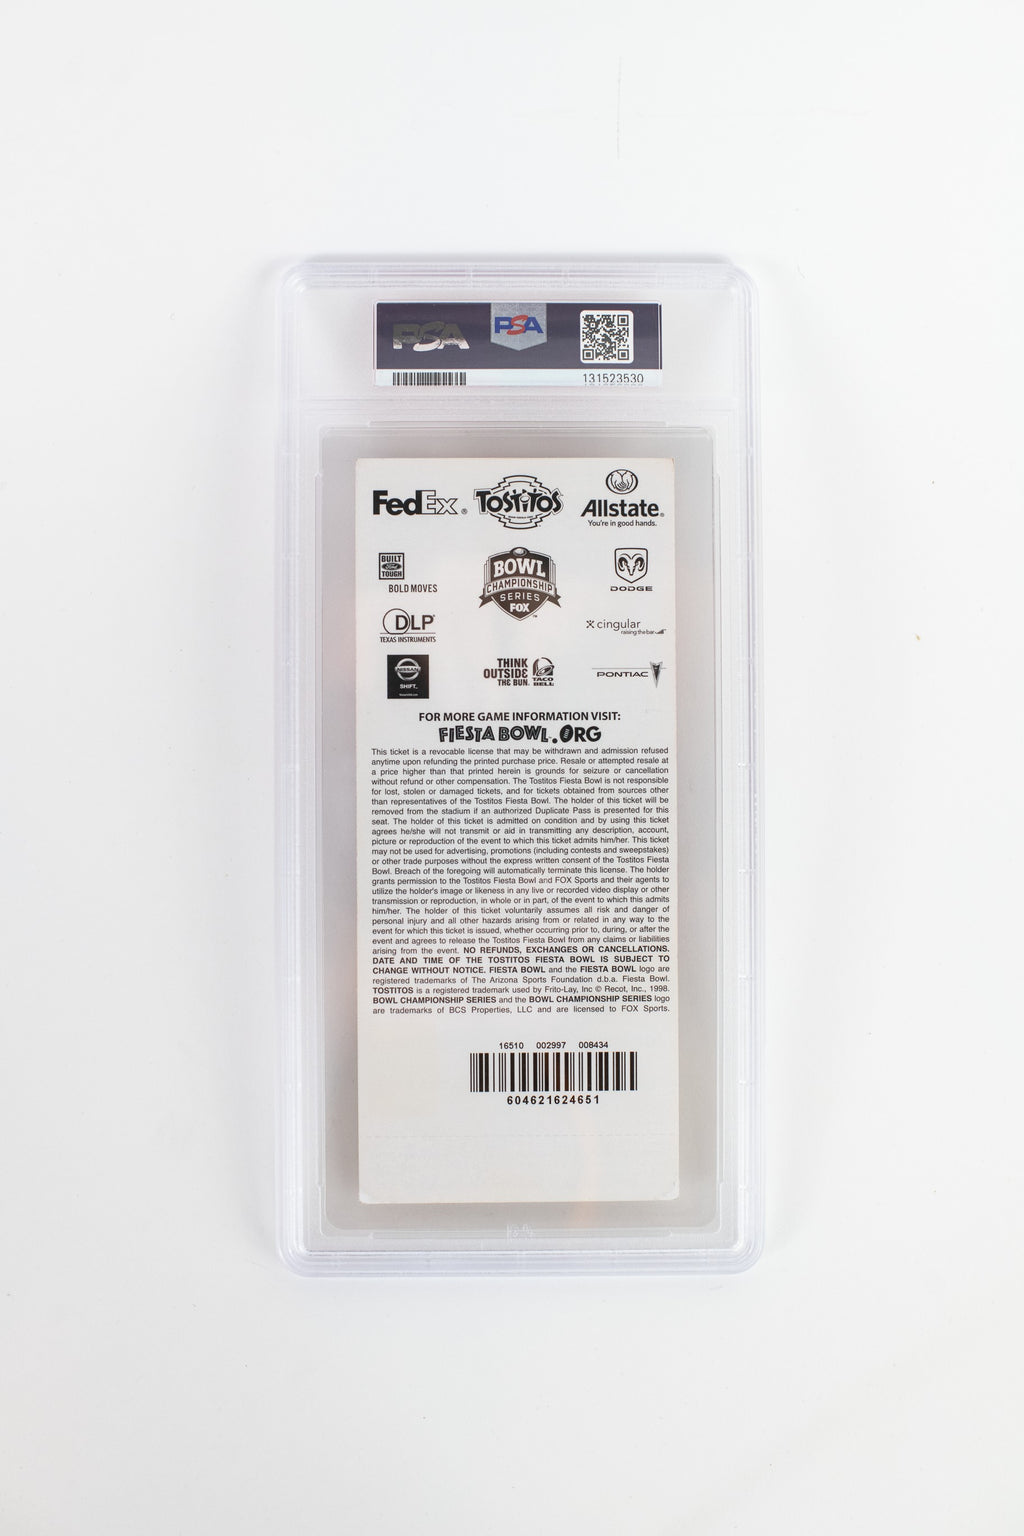 PSA PSA
131523530
FedEx® TOSTITOS Allstate®
You're in good hands.
BUILT Ford TOUGH
BOLD MOVES
BOWL
CHAMPIONSHIP
SERIES
FOX™
DODGE
DLP®
TEXAS INSTRUMENTS
cingular
raising the bar
NISSAN
SHIFT_
THINK
OUTSIDE
THE BUN.
TACO
BELL
PONTIAC
FOR MORE GAME INFORMATION VISIT:
FIESTA BOWL.ORG
This ticket is a revocable license that may be withdrawn and admission refused
anytime upon refunding the printed purchase price. Resale or attempted resale at
a price higher than that printed herein is grounds for seizure or cancellation
without refund or other compensation. The Tostitos Fiesta Bowl is not responsible
for lost, stolen or damaged tickets, and for tickets obtained from sources other
than representatives of the Tostitos Fiesta Bowl. The holder of this ticket will be
removed from the stadium if an authorized Duplicate Pass is presented for this
seat. The holder of this ticket is admitted on condition and by using this ticket
agrees he/she will not transmit or aid in transmitting any description, account,
picture or reproduction of the event to which this ticket admits him/her. This ticket
may not be used for advertising, promotions (including contests and sweepstakes)
or other trade purposes without the express written consent of the Tostitos Fiesta
Bowl. Breach of the foregoing will automatically terminate this license. The holder
grants permission to the Tostitos Fiesta Bowl and FOX Sports and their agents to
utilize the holder's image or likeness in any live or recorded video display or other
transmission or reproduction, in whole or in part, of the event to which this admits
him/her. The holder of this ticket voluntarily assumes all risk and danger of
personal injury and all other hazards arising from or related in any way to the
event for which this ticket is issued, whether occurring prior to, during, or after the
event and agrees to release the Tostitos Fiesta Bowl from any claims or liabilities
arising from the event. NO REFUNDS, EXCHANGES OR CANCELLATIONS.
DATE AND TIME OF THE TOSTITOS FIESTA BOWL IS SUBJECT TO
CHANGE WITHOUT NOTICE. FIESTA BOWL and the FIESTA BOWL logo are
registered trademarks of The Arizona Sports Foundation d.b.a. Fiesta Bowl.
TOSTITOS is a registered trademark used by Frito-Lay, Inc © Recot, Inc., 1998.
BOWL CHAMPIONSHIP SERIES and the BOWL CHAMPIONSHIP SERIES logo
are trademarks of BCS Properties, LLC and are licensed to FOX Sports.
16510 002997 008434
604621624651